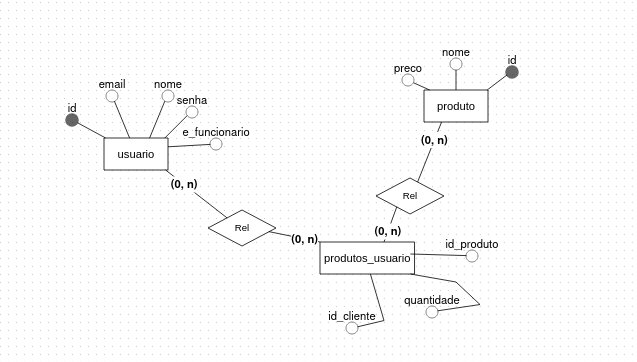 nome
id
preco
produto
email
nome
senha
id
e_funcionario
usuario
(0, n)
(0, n)
Rel
Rel
(0, n)
(0, n)
produtos_usuario
id_produto
quantidade
id_cliente